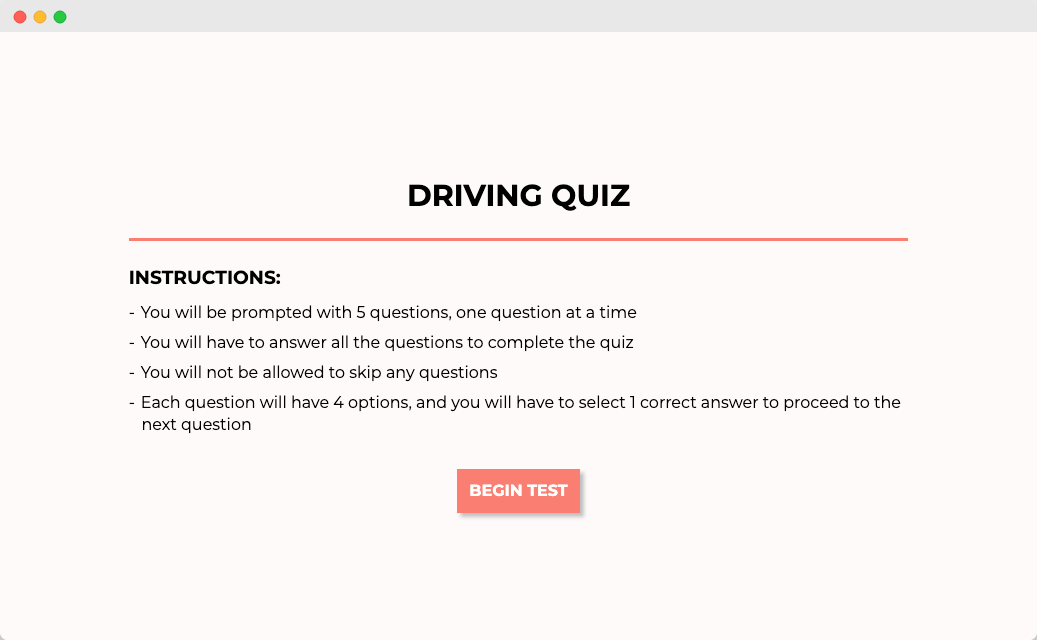 DRIVING QUIZ
INSTRUCTIONS:
- You will be prompted with 5 questions, one question at a time
- You will have to answer all the questions to complete the quiz
- You will not be allowed to skip any questions
- Each question will have 4 options, and you will have to select 1 correct answer to proceed to the
next question
BEGIN TEST